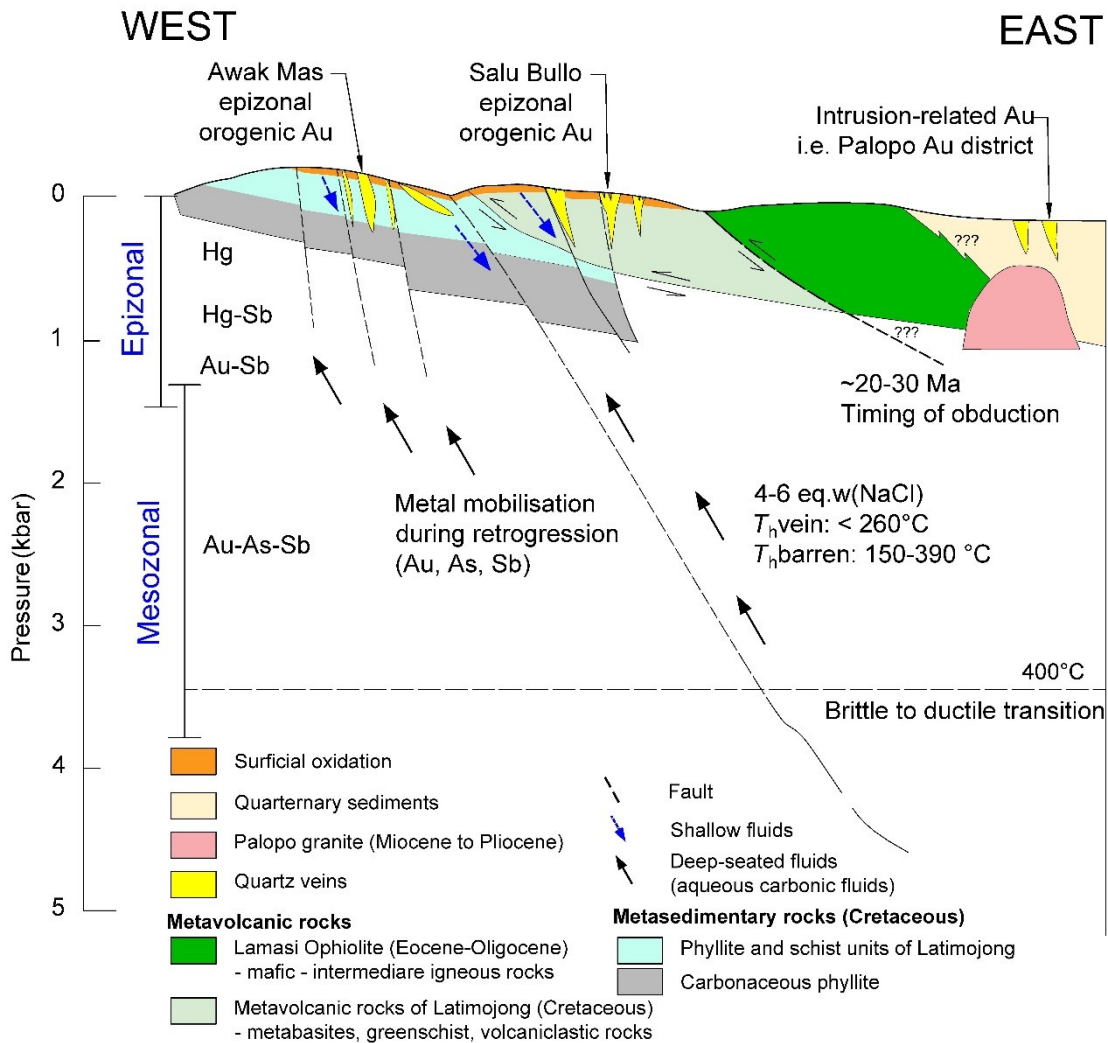 WEST
EAST
Awak Mas
epizonal
orogenic Au
Salu Bullo
epizonal
orogenic Au
Intrusion-related Au
i.e. Palopo Au district
0
1
2
3
4
5
Pressure (kbar)
Epizonal
Mesozonal
Hg
Hg-Sb
Au-Sb
Au-As-Sb
???
???
~20-30 Ma
Timing of obduction
Metal mobilisation
during retrogression
(Au, As, Sb)
4-6 eq.w(NaCl)
Thvein: < 260°C
Thbarren: 150-390 °C
400°C
Brittle to ductile transition
Surficial oxidation
Quarternary sediments
Palopo granite (Miocene to Pliocene)
Quartz veins
Metavolcanic rocks
Lamasi Ophiolite (Eocene-Oligocene)
- mafic - intermediare igneous rocks
Metavolcanic rocks of Latimojong (Cretaceous)
- metabasites, greenschist, volcaniclastic rocks
Fault
Shallow fluids
Deep-seated fluids
(aqueous carbonic fluids)
Metasedimentary rocks (Cretaceous)
Phyllite and schist units of Latimojong
Carbonaceous phyllite